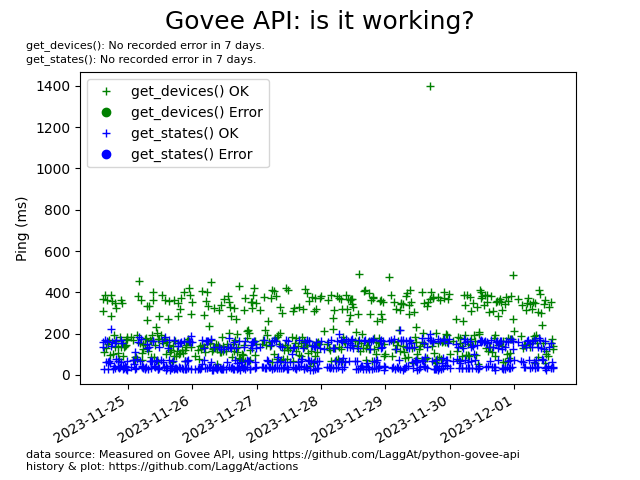 Govee API: is it working?
get_devices(): No recorded error in 7 days.
get_states(): No recorded error in 7 days.
get_devices() OK
get_devices() Error
get_states() OK
get_states() Error
Ping (ms)
1400
1200
1000
800
600
400
200
0
2023-11-25
2023-11-26
2023-11-27
2023-11-28
2023-11-29
2023-11-30
2023-12-01
data source: Measured on Govee API, using https://github.com/LaggAt/python-govee-api
history & plot: https://github.com/LaggAt/actions